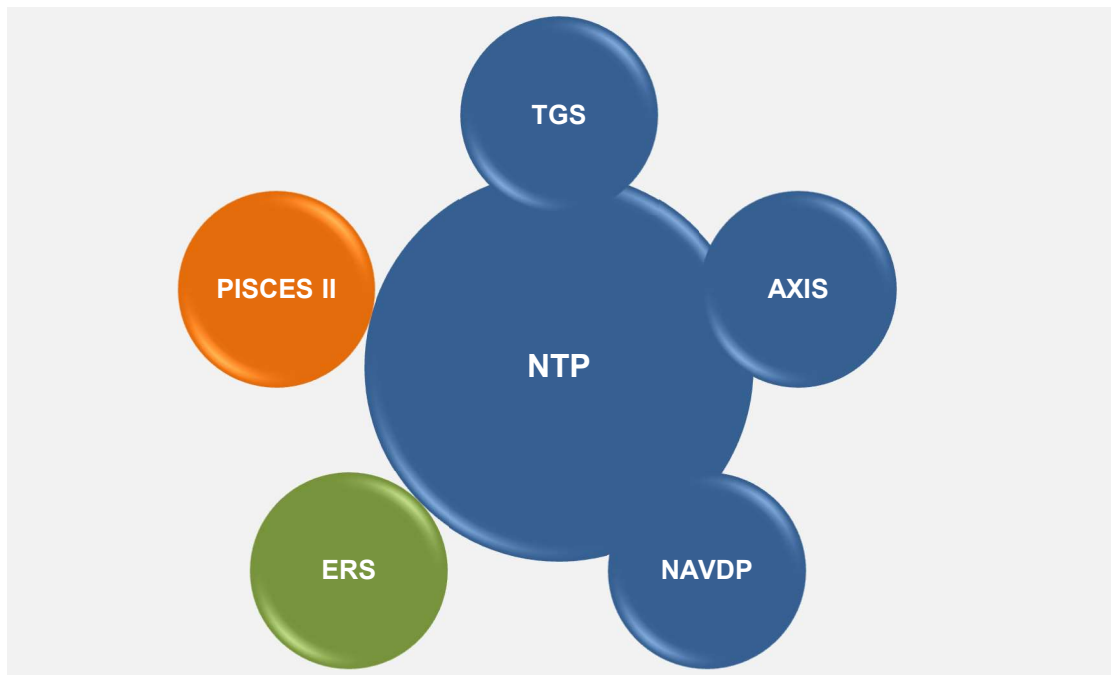 TGS
PISCES II
AXIS
NTP
ERS
NAVDP